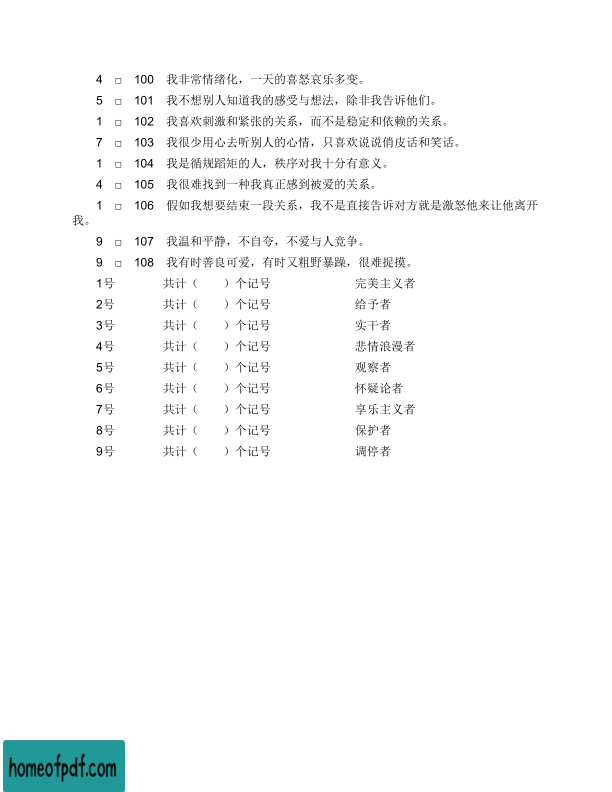 4 □ 100 我非常情绪化，一天的喜怒哀乐多变。
5 □ 101 我不想别人知道我的感受与想法，除非我告诉他们。
1 □ 102 我喜欢刺激和紧张的关系，而不是稳定和依赖的关系。
7 □ 103 我很少用心去听别人的心情，只喜欢说说俏皮话和笑话。
1 □ 104 我是循规蹈矩的人，秩序对我十分有意义。
4 □ 105 我很难找到一种我真正感到被爱的关系。
1 □ 106 假如我想要结束一段关系，我不是直接告诉对方就是激怒他来让他离开
我。
9 □ 107 我温和平静，不自夸，不爱与人竞争。
9 □ 108 我有时善良可爱，有时又粗野暴躁，很难捉摸。
1号 共计（ ）个记号 完美主义者
2号 共计（ ）个记号 给予者
3号 共计（ ）个记号 实干者
4号 共计（ ）个记号 悲情浪漫者
5号 共计（ ）个记号 观察者
6号 共计（ ）个记号 怀疑论者
7号 共计（ ）个记号 享乐主义者
8号 共计（ ）个记号 保护者
9号 共计（ ）个记号 调停者
homeofpdf.com